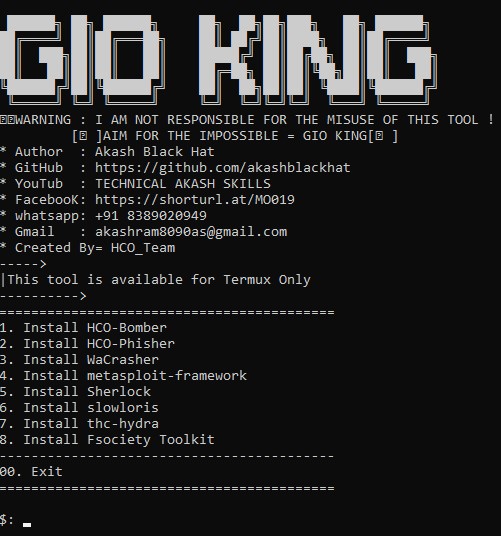 GIO KING
WARNING : I AM NOT RESPONSIBLE FOR THE MISUSE OF THIS TOOL !
[⍰ ]AIM FOR THE IMPOSSIBLE = GIO KING[⍰ ]
* Author  : Akash Black Hat
* GitHub  : https://github.com/akashblackhat
* YouTub  : TECHNICAL AKASH SKILLS
* FacebooK: https://shorturl.at/MO019
* whatsapp: +91 8389020949
* Gmail   : akashram8090as@gmail.com
* Created By= HCO_Team
----->
|This tool is available for Termux Only
---------->
==========================================
1. Install HCO-Bomber
2. Install HCO-Phisher
3. Install WaCrasher
4. Install metasploit-framework
5. Install Sherlock
6. Install slowloris
7. Install thc-hydra
8. Install Fsociety Toolkit
------------------------------------------
00. Exit
==========================================
$: